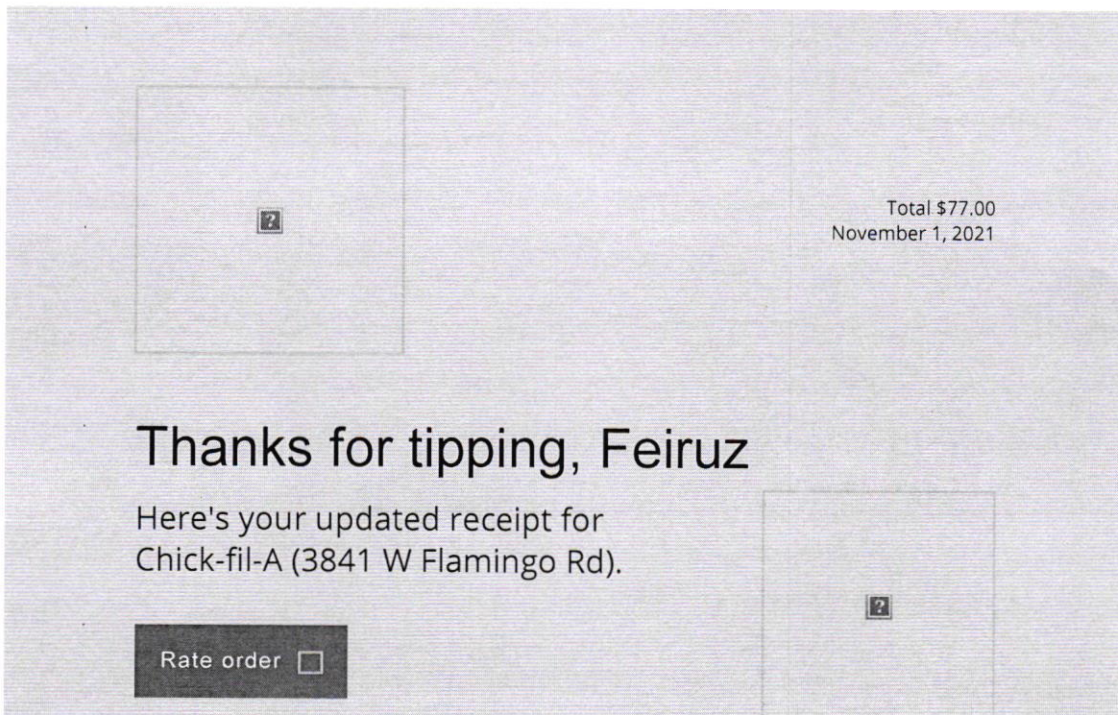 Total $77.00
November 1, 2021
Thanks for tipping, Feiruz
Here's your updated receipt for
Chick-fil-A (3841 W Flamingo Rd).
Rate order